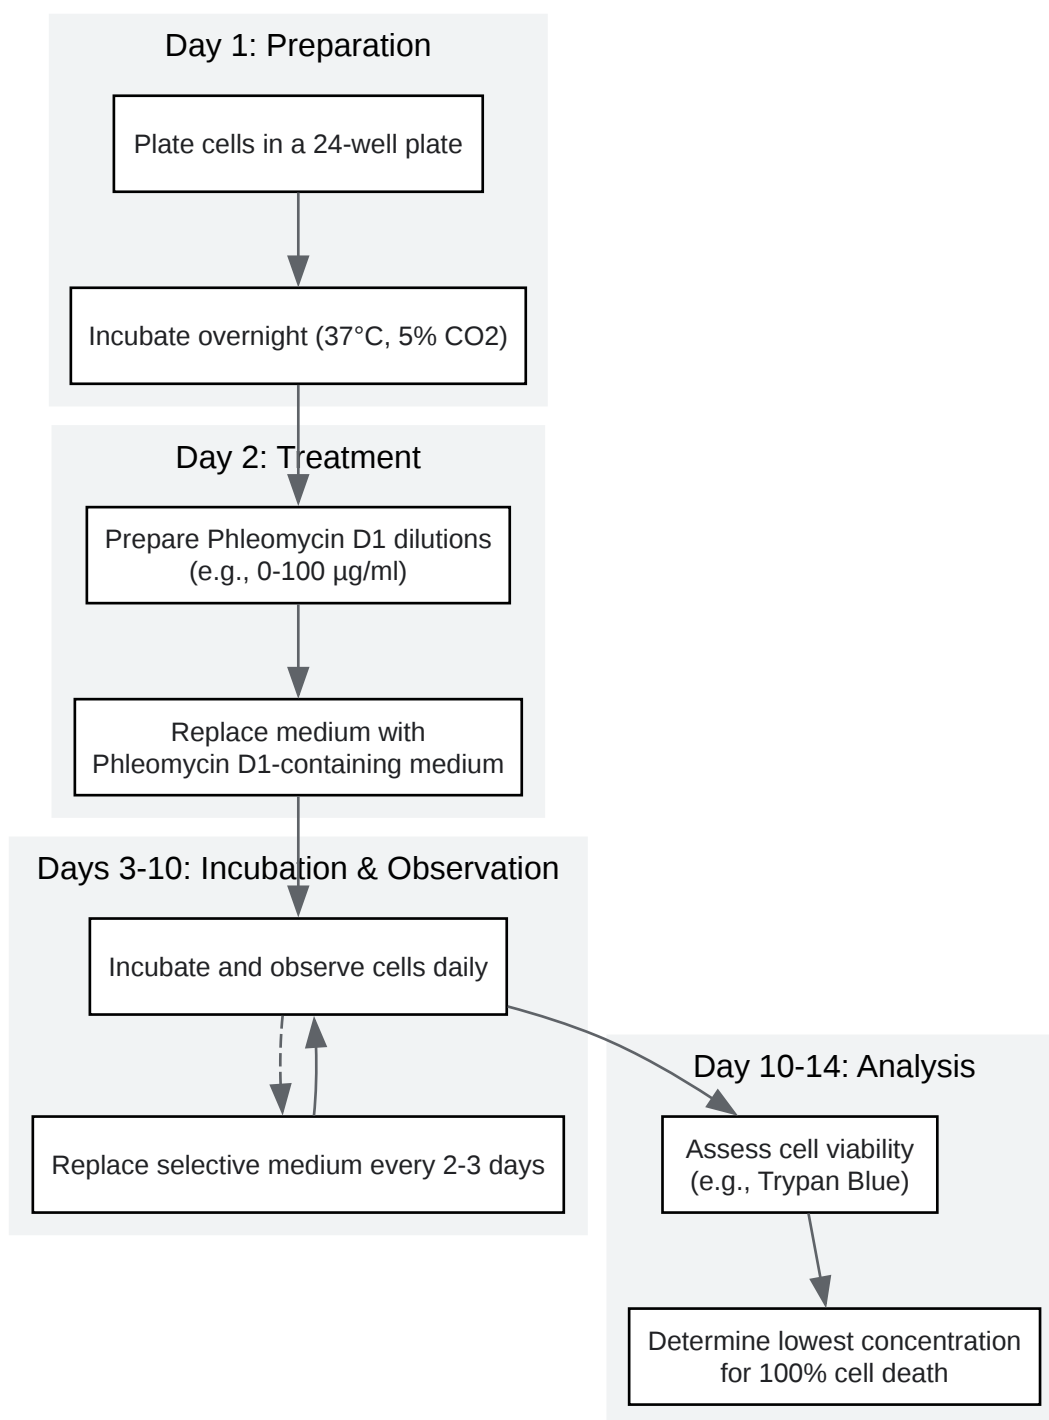 Day 1: Preparation
Plate cells in a 24-well plate
Incubate overnight (37°C, 5% CO2)
Day 2: Treatment
Prepare Phleomycin D1 dilutions
(e.g., 0-100 µg/ml)
Replace medium with
Phleomycin D1-containing medium
Days 3-10: Incubation & Observation
Incubate and observe cells daily
Replace selective medium every 2-3 days
Day 10-14: Analysis
Assess cell viability
(e.g., Trypan Blue)
Determine lowest concentration
for 100% cell death